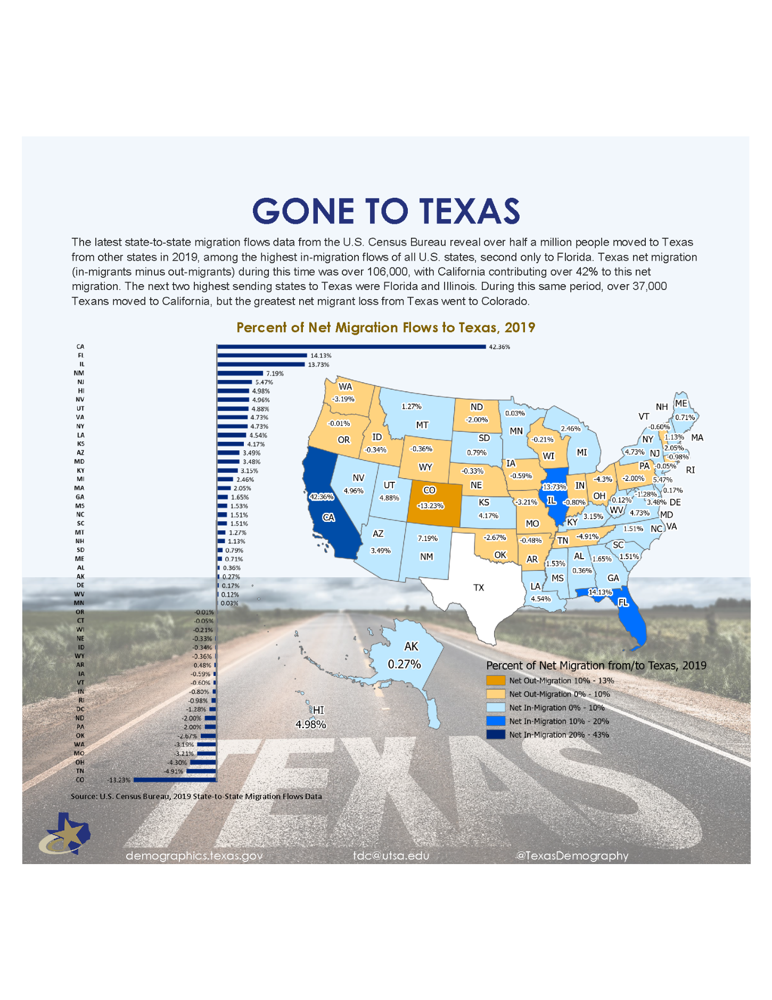 GONE TO TEXAS
The latest state-to-state migration flows data from the U.S. Census Bureau reveal over half a million people moved to Texas
from other states in 2019, among the highest in-migration flows of all U.S. states, second only to Florida. Texas net migration
(in-migrants minus out-migrants) during this time was over 106,000, with California contributing over 42% to this net
migration. The next two highest sending states to Texas were Florida and Illinois. During this same period, over 37,000
Texans moved to California, but the greatest net migrant loss from Texas went to Colorado.
Percent of Net Migration Flows to Texas, 2019
CA 42.36%
FL 14.13%
IL 13.73%
NM 7.19%
NJ 5.47%
HI 4.98%
NV 4.96%
UT 4.88%
VA 4.73%
NY 4.73%
LA 4.54%
KS 4.17%
AZ 3.49%
MD 3.48%
KY 3.15%
MI 2.46%
MA 2.05%
GA 1.65%
MS 1.53%
NC 1.51%
SC 1.51%
MT 1.27%
NH 1.13%
SD 0.79%
ME 0.71%
AL 0.36%
AK 0.27%
DE 0.17%
WV 0.12%
MN 0.03%
OR -0.01%
CT -0.05%
WI -0.21%
NE -0.33%
ID -0.34%
WY -0.36%
AR 0.48%
IA -0.59%
VT -0.60%
IN -0.80%
RI -0.98%
DC -1.28%
ND -2.00%
PA 2.00%
OK -2.67%
WA -3.19%
MO -3.21%
OH -4.30%
TN -4.91%
CO -13.23%
WA
-3.19%
-0.01%
OR
ID
-0.34%
1.27%
MT
-0.36%
WY
ND
-2.00%
SD
0.79%
-0.33%
NE
0.03%
MN
-0.21%
WI
2.46%
MI
IA
-0.59%
NV
4.96%
UT
4.88%
CO
-13.23%
KS
4.17%
42.36%
CA
AZ
3.49%
7.19%
NM
-2.67%
OK
-3.21%
MO
-0.48%
AR
13.73%
IL
IN
-0.80%
-4.3%
OH
KY
3.15%
TN
-4.91%
0.12%
WV
PA
-2.00%
NY
4.73%
VT
-0.60%
NH
1.13%
ME
0.71%
MA
2.05%
-0.98%
RI
-0.05%
NJ
5.47%
0.17%
DE
-1.28%
3.48%
MD
4.73%
VA
1.51%
NC
SC
1.51%
1.65%
GA
AL
0.36%
1.53%
MS
LA
4.54%
14.13%
FL
TX
AK
0.27%
HI
4.98%
Percent of Net Migration from/to Texas, 2019
Net Out-Migration 10% - 13%
Net Out-Migration 0% - 10%
Net In-Migration 0% - 10%
Net In-Migration 10% - 20%
Net In-Migration 20% - 43%
TEXAS
Source: U.S. Census Bureau, 2019 State-to-State Migration Flows Data
demographics.texas.gov tdc@utsa.edu @TexasDemography